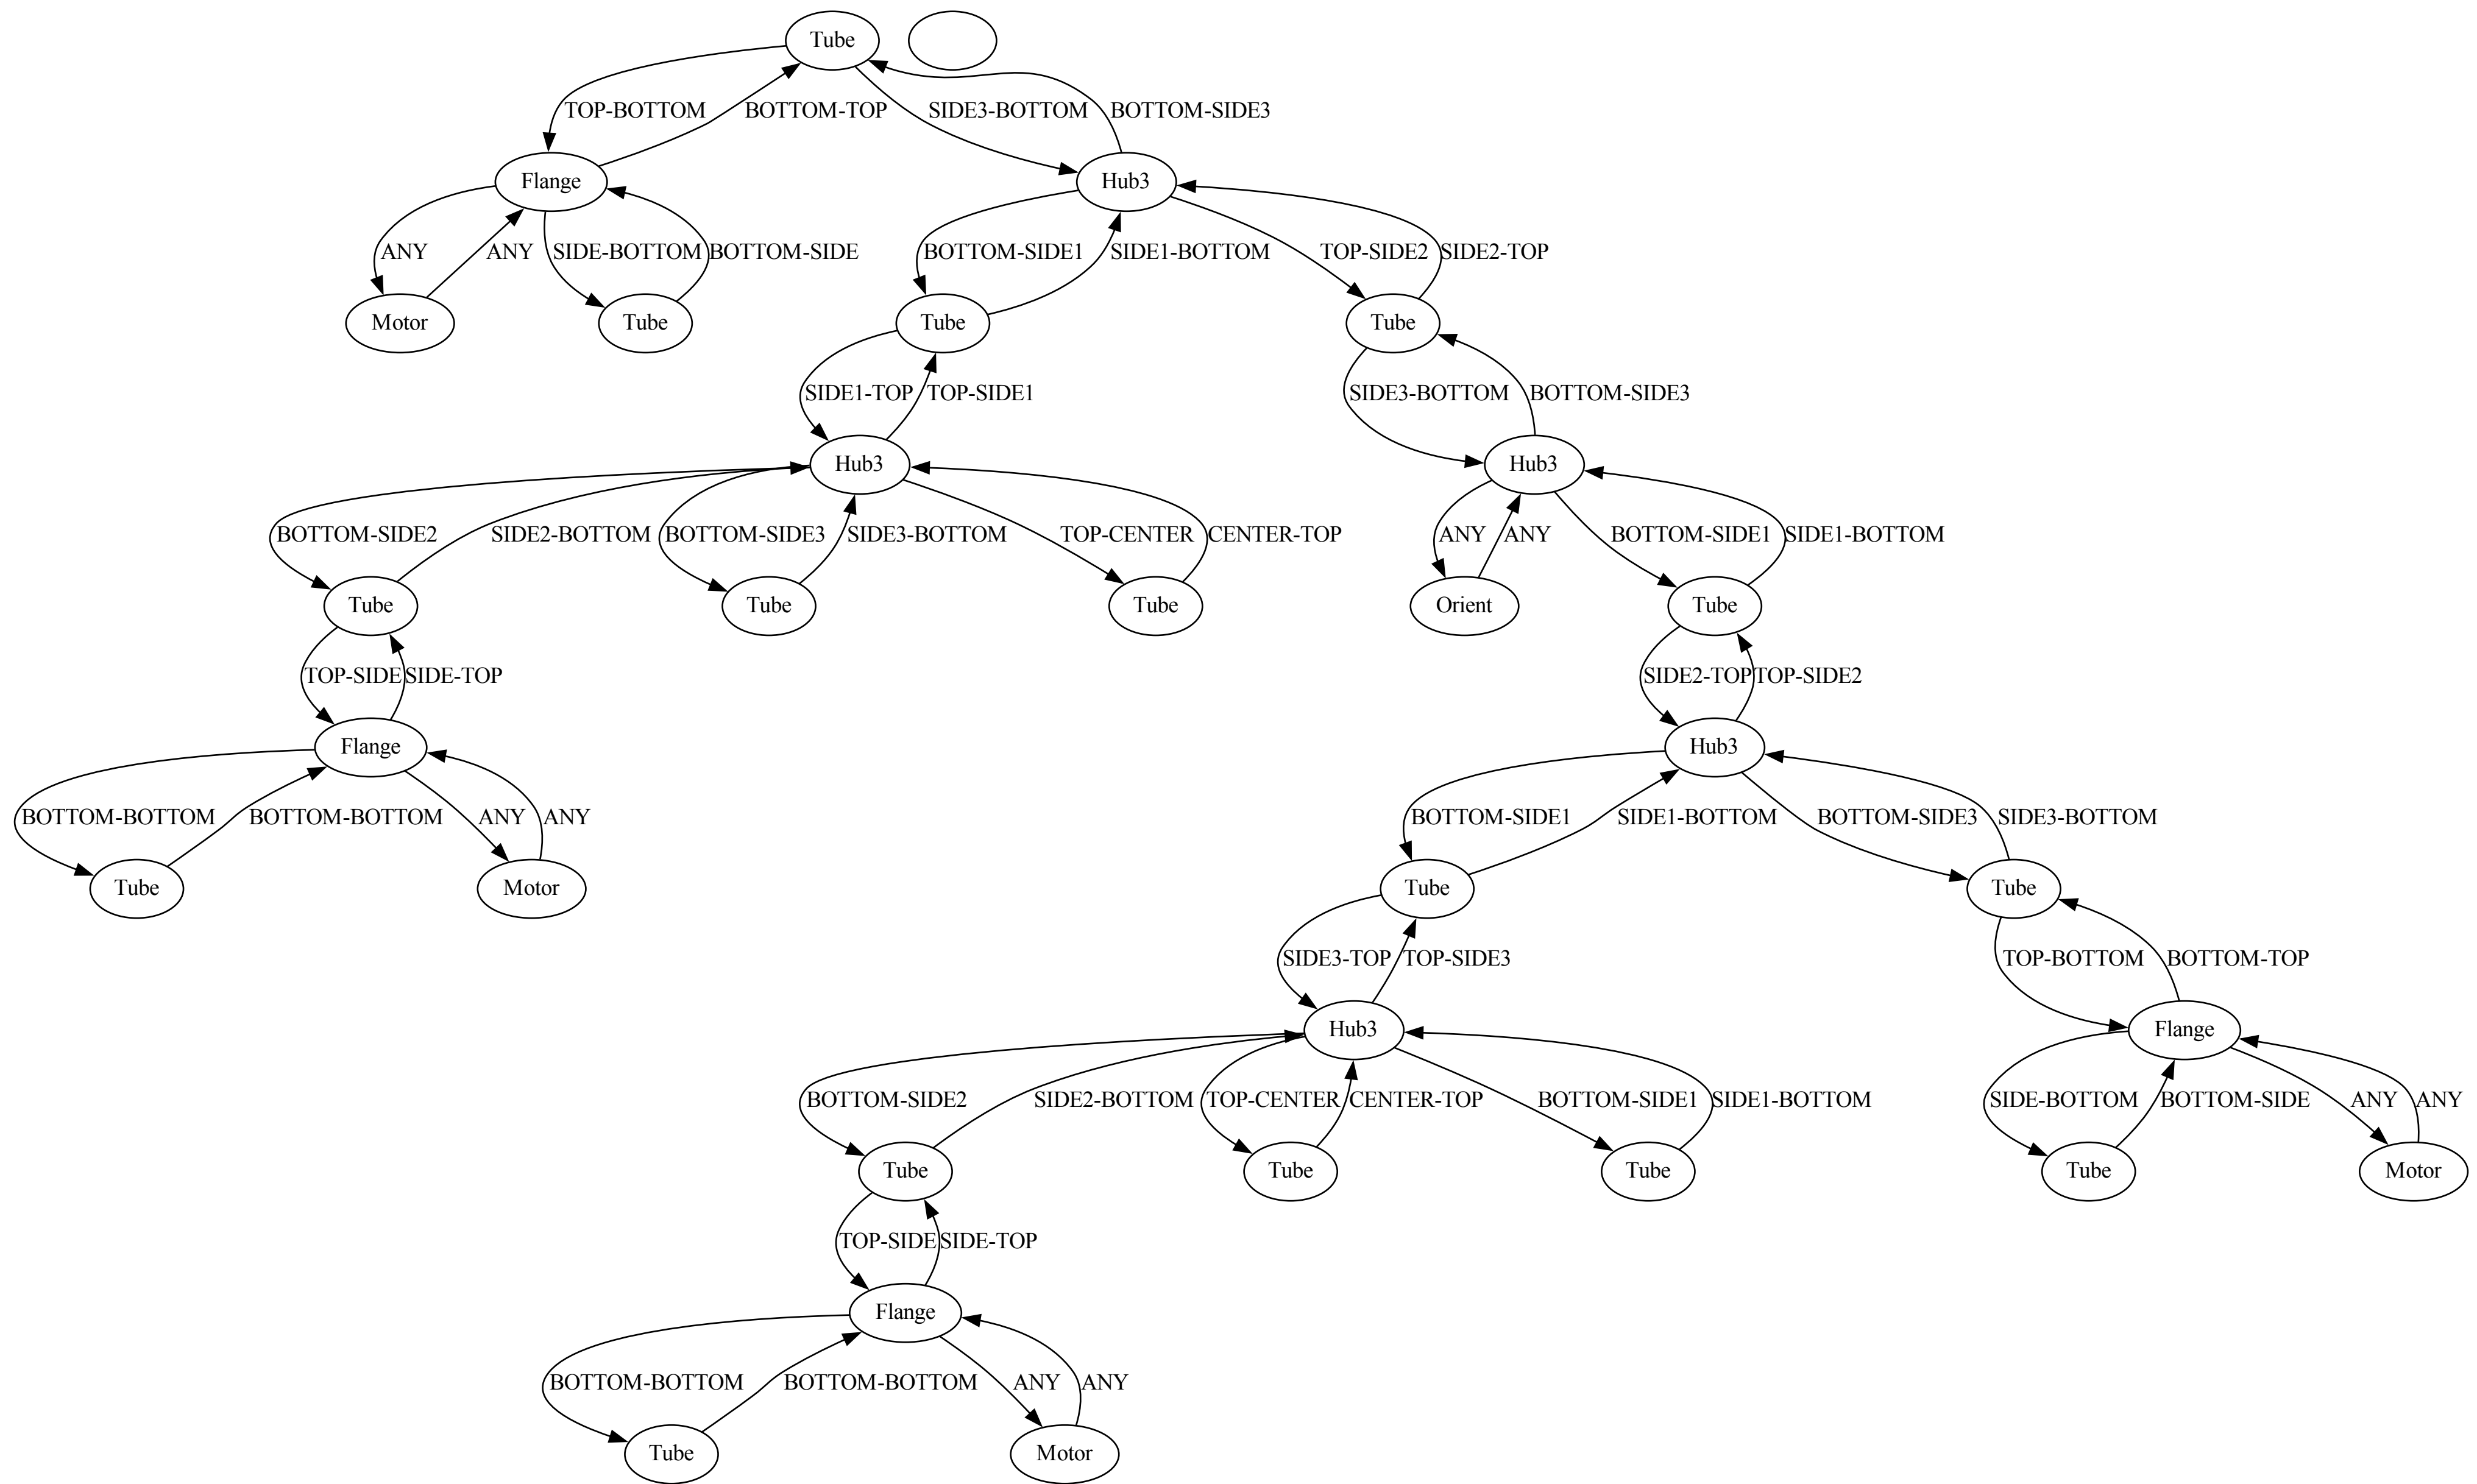 Tube
TOP-BOTTOM BOTTOM-TOP SIDE3-BOTTOM BOTTOM-SIDE3
Flange Hub3
ANY ANY SIDE-BOTTOM BOTTOM-SIDE BOTTOM-SIDE1 SIDE1-BOTTOM TOP-SIDE2 SIDE2-TOP
Motor Tube Tube Tube
SIDE1-TOP TOP-SIDE1 SIDE3-BOTTOM BOTTOM-SIDE3
Hub3 Hub3
BOTTOM-SIDE2 SIDE2-BOTTOM BOTTOM-SIDE3 SIDE3-BOTTOM TOP-CENTER CENTER-TOP ANY ANY BOTTOM-SIDE1 SIDE1-BOTTOM
Tube Tube Tube Orient Tube
TOP-SIDE SIDE-TOP SIDE2-TOP TOP-SIDE2
Flange Hub3
BOTTOM-BOTTOM BOTTOM-BOTTOM ANY ANY BOTTOM-SIDE1 SIDE1-BOTTOM BOTTOM-SIDE3 SIDE3-BOTTOM
Tube Motor Tube Tube
SIDE3-TOP TOP-SIDE3 TOP-BOTTOM BOTTOM-TOP
Hub3 Flange
BOTTOM-SIDE2 SIDE2-BOTTOM TOP-CENTER CENTER-TOP BOTTOM-SIDE1 SIDE1-BOTTOM SIDE-BOTTOM BOTTOM-SIDE ANY ANY
Tube Tube Tube Tube Motor
TOP-SIDE SIDE-TOP
Flange
BOTTOM-BOTTOM BOTTOM-BOTTOM ANY ANY
Tube Motor